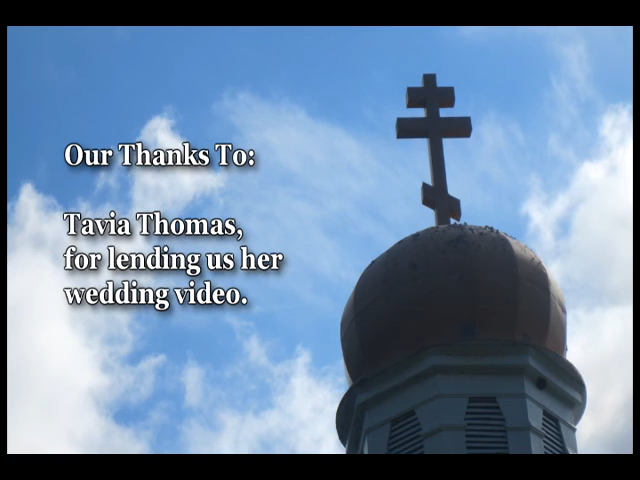 Our Thanks To:
Tavia Thomas,
for lending us her
wedding video.